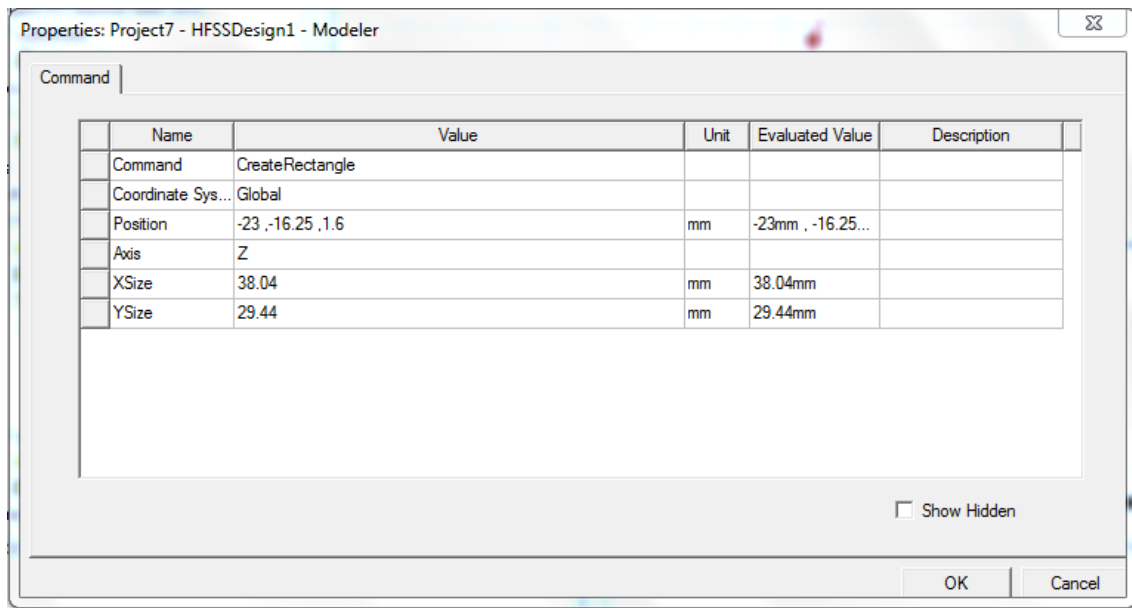 Properties: Project7 - HFSSDesign1 - Modeler
Command
Name Value Unit Evaluated Value Description
Command CreateRectangle
Coordinate Sys... Global
Position -23 ,-16.25 ,1.6 mm -23mm , -16.25...
Axis Z
XSize 38.04 mm 38.04mm
YSize 29.44 mm 29.44mm
Show Hidden
OK Cancel